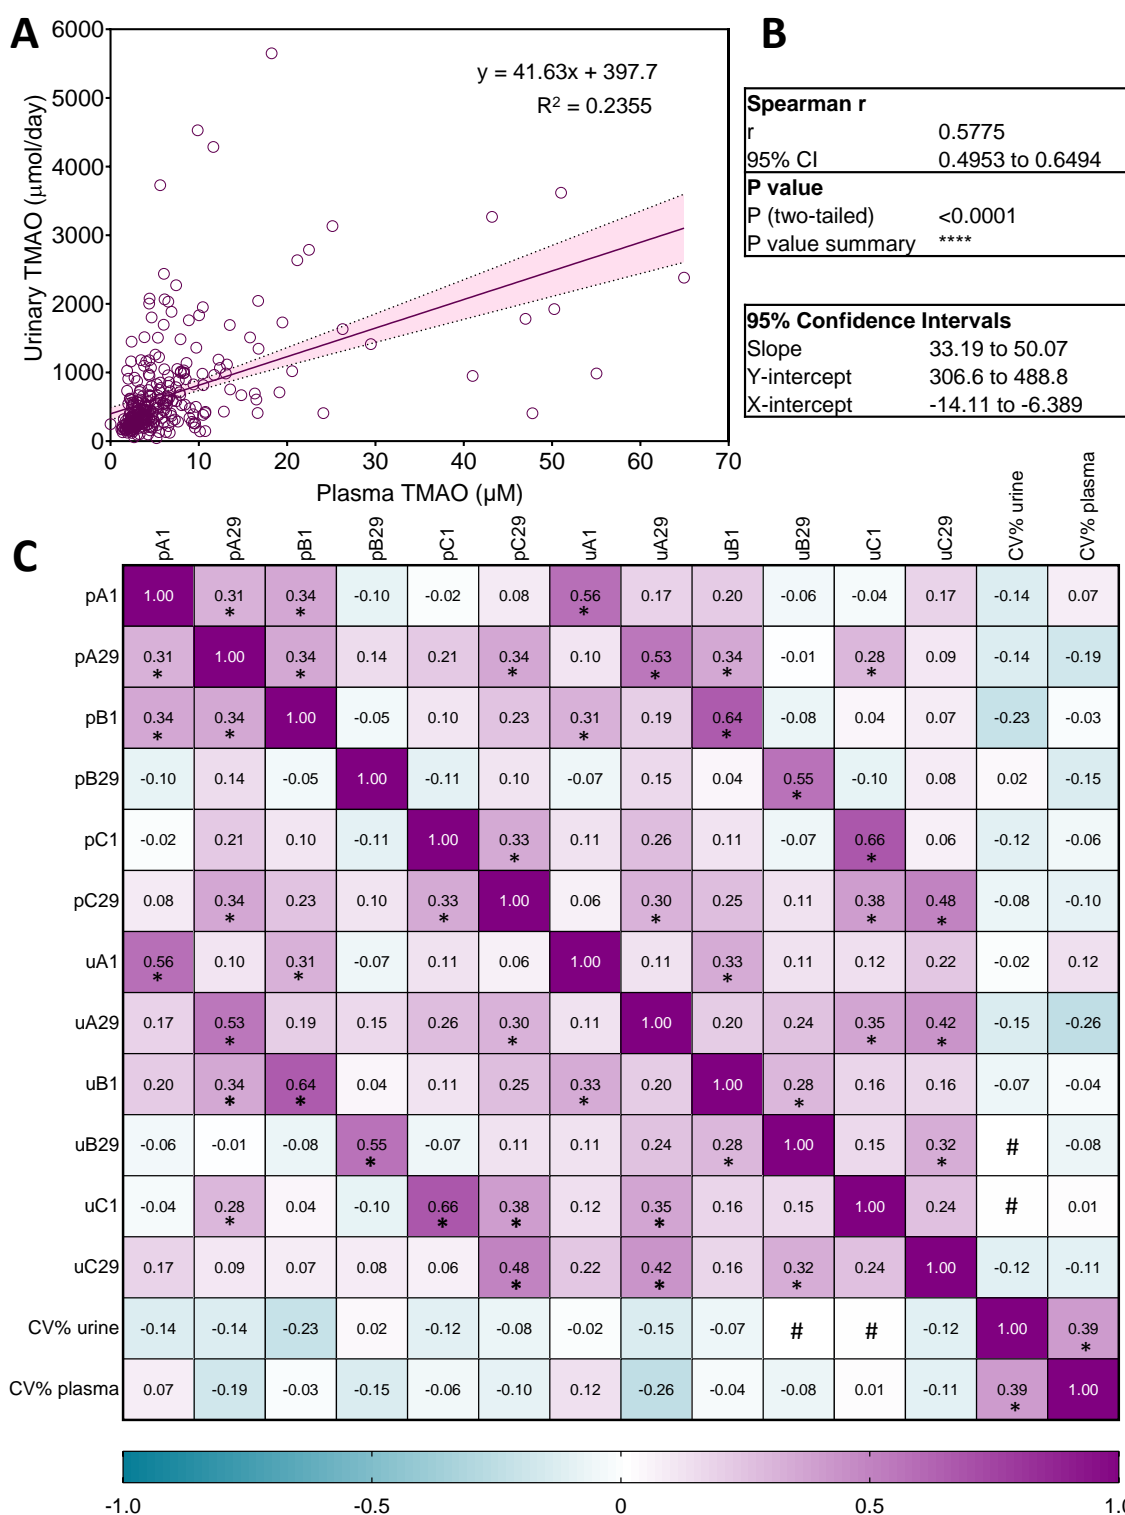 A
B
6000
5000
4000
3000
2000
1000
0
Urinary TMAO (μmol/day)
y = 41.63x + 397.7
R² = 0.2355
0 10 20 30 40 50 60 70
Plasma TMAO (μM)
Spearman r
r 0.5775
95% CI 0.4953 to 0.6494
P value
P (two-tailed) <0.0001
P value summary ****
95% Confidence Intervals
Slope 33.19 to 50.07
Y-intercept 306.6 to 488.8
X-intercept -14.11 to -6.389
C
pA1 pA29 pB1 pB29 pC1 pC29 uA1 uA29 uB1 uB29 uC1 uC29 CV% urine CV% plasma
pA1 1.00 0.31* 0.34* -0.10 -0.02 0.08 0.56* 0.17 0.20 -0.06 -0.04 0.17 -0.14 0.07
pA29 0.31* 1.00 0.34* 0.14 0.21 0.34* 0.10 0.53* 0.34* -0.01 0.28* 0.09 -0.14 -0.19
pB1 0.34* 0.34* 1.00 -0.05 0.10 0.23 0.31* 0.19 0.64* -0.08 0.04 0.07 -0.23 -0.03
pB29 -0.10 0.14 -0.05 1.00 -0.11 0.10 -0.07 0.15 0.04 0.55* -0.10 0.08 0.02 -0.15
pC1 -0.02 0.21 0.10 -0.11 1.00 0.33* 0.11 0.26 0.11 -0.07 0.66* 0.06 -0.12 -0.06
pC29 0.08 0.34* 0.23 0.10 0.33* 1.00 0.06 0.30* 0.25 0.11 0.38* 0.48* -0.08 -0.10
uA1 0.56* 0.10 0.31* -0.07 0.11 0.06 1.00 0.11 0.33* 0.11 0.12 0.22 -0.02 0.12
uA29 0.17 0.53* 0.19 0.15 0.26 0.30* 0.11 1.00 0.20 0.24 0.35* 0.42* -0.15 -0.26
uB1 0.20 0.34* 0.64* 0.04 0.11 0.25 0.33* 0.20 1.00 0.28* 0.16 0.16 -0.07 -0.04
uB29 -0.06 -0.01 -0.08 0.55* -0.07 0.11 0.11 0.24 0.28* 1.00 0.15 0.32* # -0.08
uC1 -0.04 0.28* 0.04 -0.10 0.66* 0.38* 0.12 0.35* 0.16 0.15 1.00 0.24 # 0.01
uC29 0.17 0.09 0.07 0.08 0.06 0.48* 0.22 0.42* 0.16 0.32* 0.24 1.00 -0.12 -0.11
CV% urine -0.14 -0.14 -0.23 0.02 -0.12 -0.08 -0.02 -0.15 -0.07 # # -0.12 1.00 0.39*
CV% plasma 0.07 -0.19 -0.03 -0.15 -0.06 -0.10 0.12 -0.26 -0.04 -0.08 0.01 -0.11 0.39* 1.00
-1.0 -0.5 0 0.5 1.0